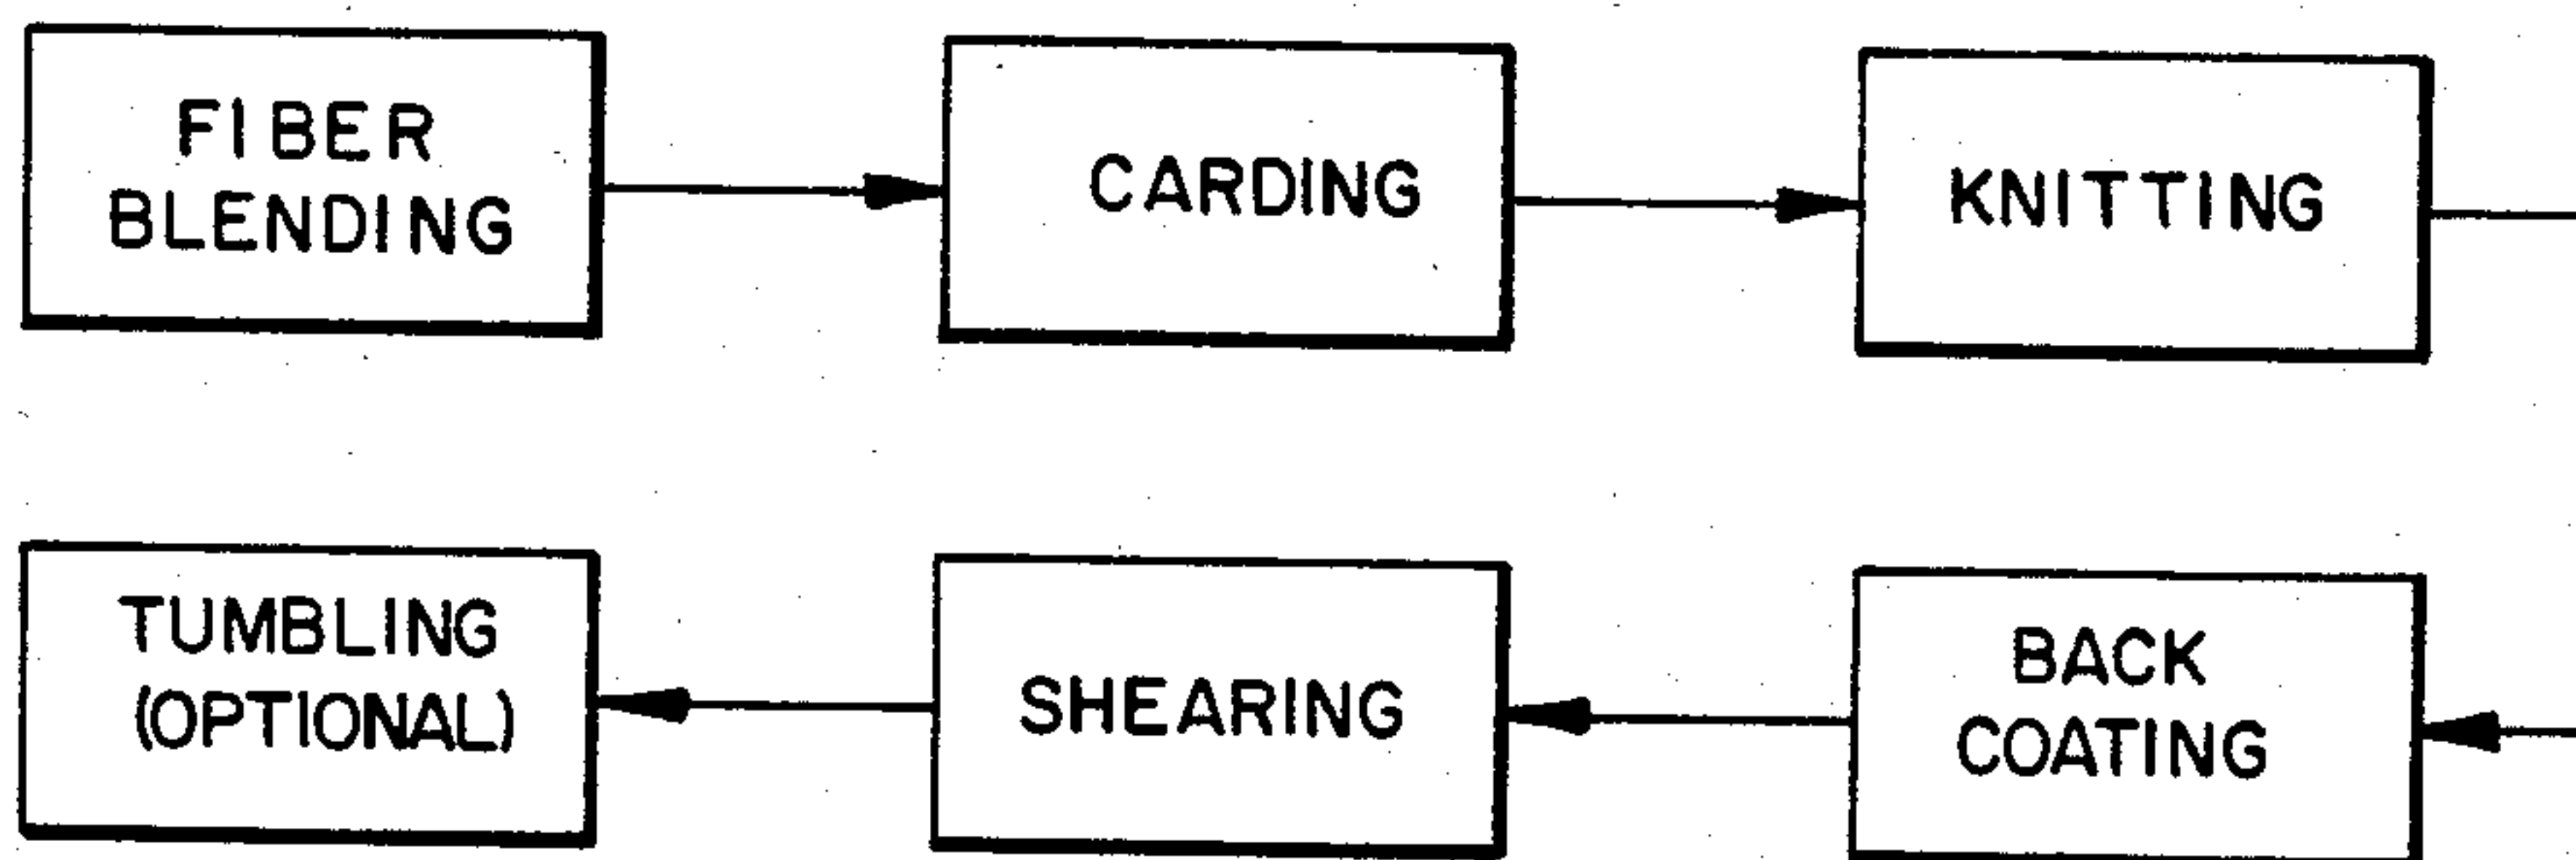 FIBER
BLENDING
CARDING
KNITTING
TUMBLING
(OPTIONAL)
SHEARING
BACK
COATING